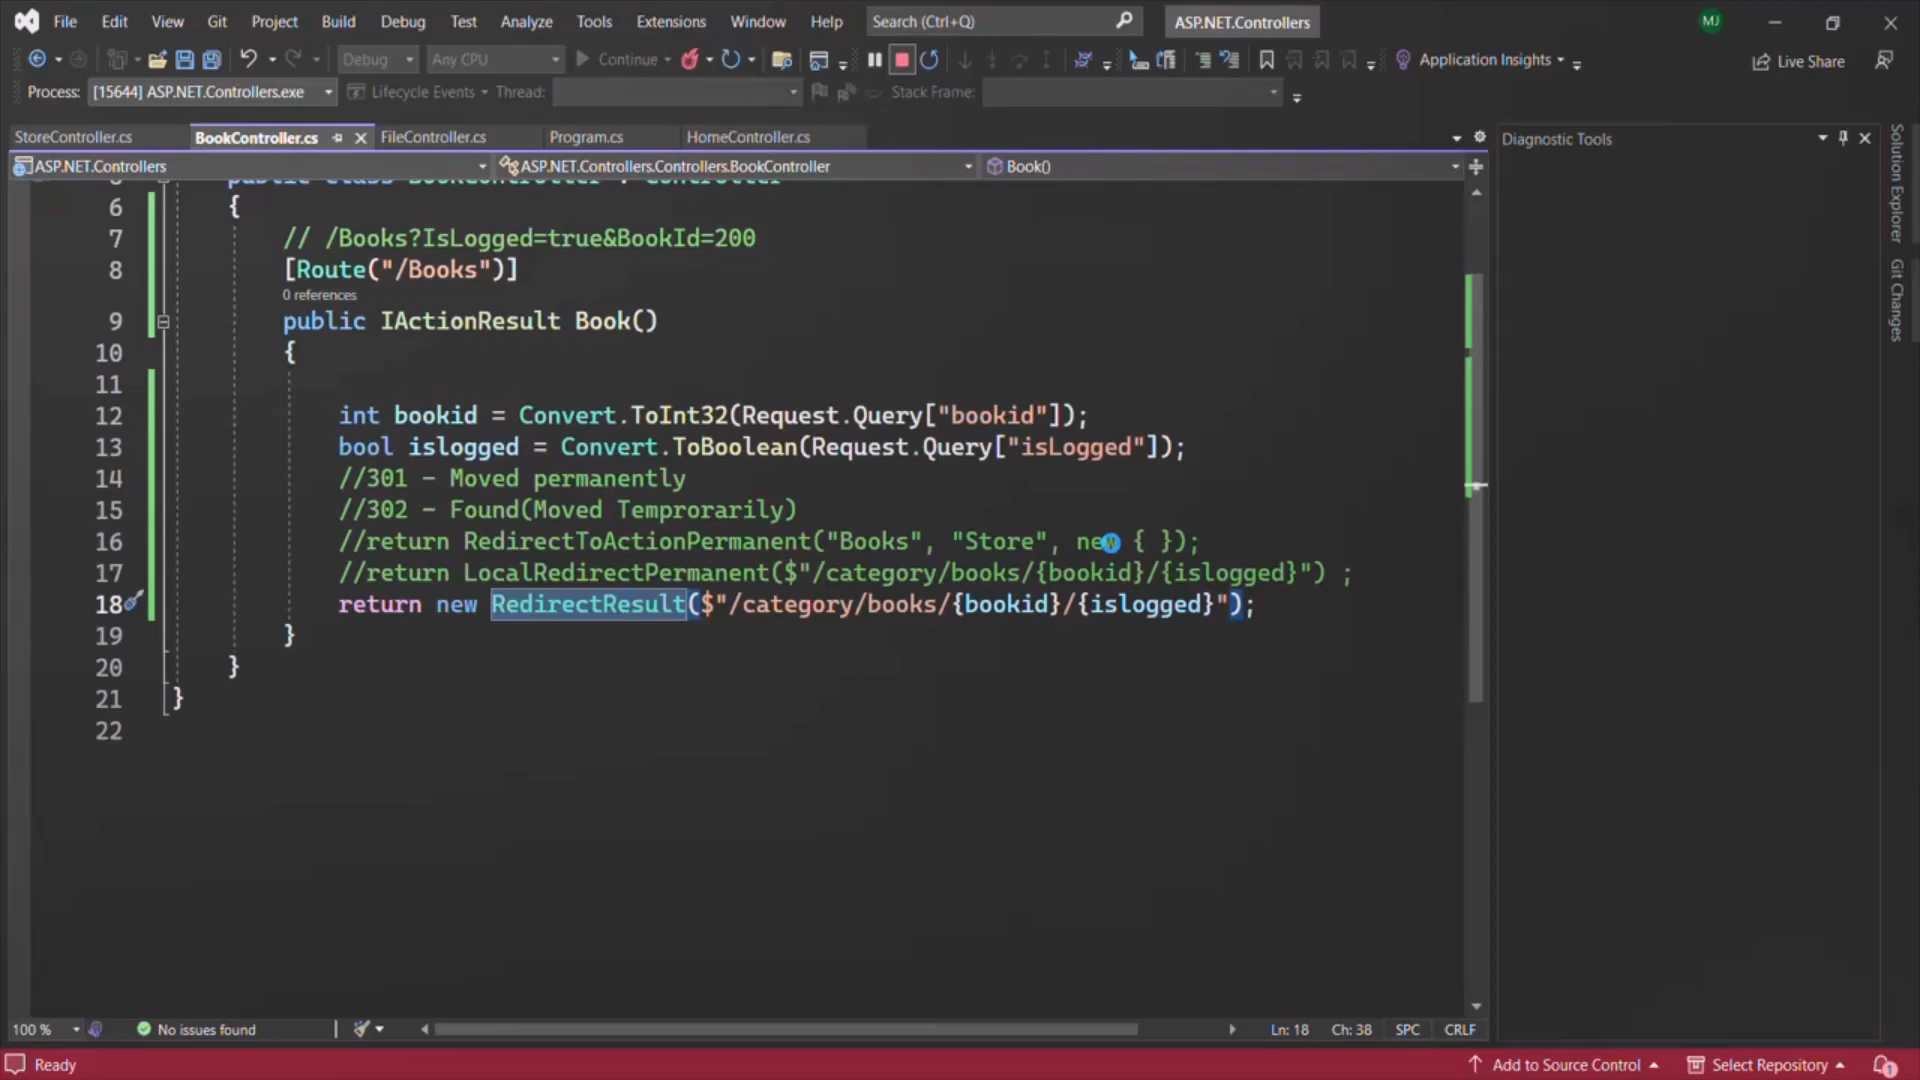 File Edit View Git Project Build Debug Test Analyze Tools Extensions Window Help Search (Ctrl+Q) ASP.NET.Controllers MJ
Debug Any CPU Continue Application Insights Live Share
Process: [15644] ASP.NET.Controllers.exe Lifecycle Events Thread: Stack Frame:
StoreController.cs BookController.cs FileController.cs Program.cs HomeController.cs Diagnostic Tools
ASP.NET.Controllers ASP.NET.Controllers.Controllers.BookController Book()
public class BookController : Controller
6 {
7 // /Books?IsLogged=true&BookId=200
8 [Route("/Books")]
0 references
9 public IActionResult Book()
10 {
11
12 int bookid = Convert.ToInt32(Request.Query["bookid"]);
13 bool islogged = Convert.ToBoolean(Request.Query["isLogged"]);
14 //301 - Moved permanently
15 //302 - Found(Moved Temprorarily)
16 //return RedirectToActionPermanent("Books", "Store", new { });
17 //return LocalRedirectPermanent($"/category/books/{bookid}/{islogged}") ;
18 return new RedirectResult($"/category/books/{bookid}/{islogged}");
19 }
20 }
21 }
22
Solution Explorer
Git Changes
100 % No issues found Ln: 18 Ch: 38 SPC CRLF
Ready Add to Source Control Select Repository 1